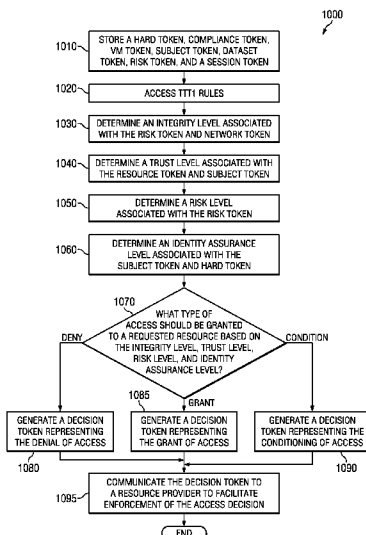 1000
1010
STORE A HARD TOKEN, COMPLIANCE TOKEN,
VM TOKEN, SUBJECT TOKEN, DATASET
TOKEN, RISK TOKEN, AND A SESSION TOKEN
1020
ACCESS TTT1 RULES
1030
DETERMINE AN INTEGRITY LEVEL ASSOCIATED
WITH THE RISK TOKEN AND NETWORK TOKEN
1040
DETERMINE A TRUST LEVEL ASSOCIATED WITH
THE RESOURCE TOKEN AND SUBJECT TOKEN
1050
DETERMINE A RISK LEVEL
ASSOCIATED WITH THE RISK TOKEN
1060
DETERMINE AN IDENTITY ASSURANCE
LEVEL ASSOCIATED WITH THE
SUBJECT TOKEN AND HARD TOKEN
1070
WHAT TYPE OF
ACCESS SHOULD BE GRANTED
TO A REQUESTED RESOURCE BASED ON
THE INTEGRITY LEVEL, TRUST LEVEL,
RISK LEVEL, AND IDENTITY
ASSURANCE LEVEL?
DENY
CONDITION
GRANT
1085
GENERATE A DECISION
TOKEN REPRESENTING
THE DENIAL OF ACCESS
1080
GENERATE A DECISION
TOKEN REPRESENTING
THE GRANT OF ACCESS
GENERATE A DECISION
TOKEN REPRESENTING THE
CONDITIONING OF ACCESS
1090
1095
COMMUNICATE THE DECISION TOKEN TO
A RESOURCE PROVIDER TO FACILITATE
ENFORCEMENT OF THE ACCESS DECISION
END